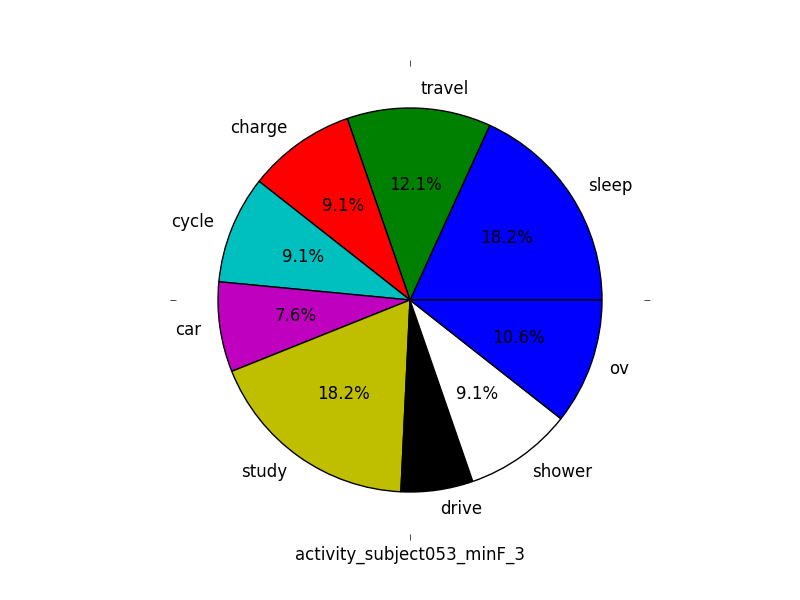 travel
charge
12.1%
sleep
9.1%
cycle
18.2%
9.1%
7.6%
car
10.6%
ov
18.2%
9.1%
study
shower
drive
activity_subject053_minF_3